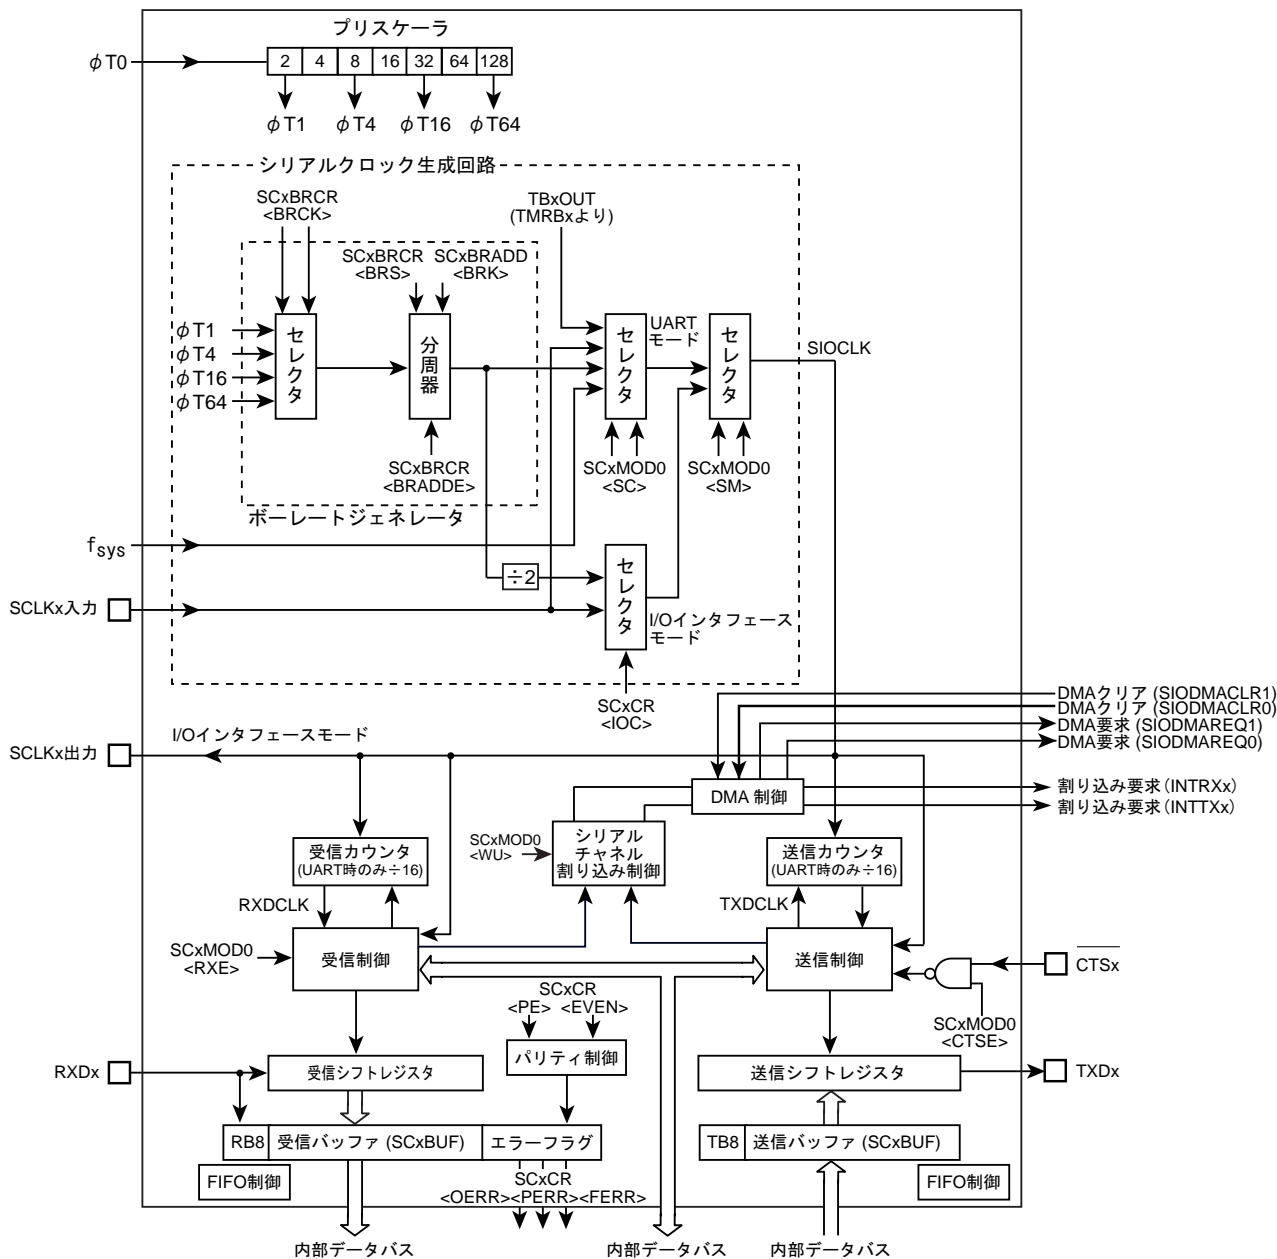 プリスケーラ
φT0
2 4 8 16 32 64 128
φT1 φT4 φT16 φT64
シリアルクロック生成回路
SCxBRCR
<BRCK>
TBxOUT
(TMRBxより)
SCxBRCR
<BRS>
SCxBRADD
<BRK>
φT1
φT4
φT16
φT64
セレクタ
分周器
セレクタ
UART
モード
セレクタ
SIOCLK
SCxBRCR
<BRADDE>
SCxMOD0
<SC>
SCxMOD0
<SM>
ボーレートジェネレータ
fsys
÷2
セレクタ
SCLKx入力
I/Oインタフェース
モード
SCxCR
<IOC>
DMAクリア (SIODMACLR1)
DMAクリア (SIODMACLR0)
DMA要求 (SIODMAREQ1)
DMA要求 (SIODMAREQ0)
I/Oインタフェースモード
SCLKx出力
DMA 制御
割り込み要求 (INTRXx)
割り込み要求 (INTTXx)
受信カウンタ
(UART時のみ÷16)
SCxMOD0
<WU>
シリアル
チャネル
割り込み制御
送信カウンタ
(UART時のみ÷16)
RXDCLK
TXDCLK
SCxMOD0
<RXE>
受信制御
送信制御
CTSx
SCxMOD0
<CTSE>
SCxCR
<PE> <EVEN>
パリティ制御
RXDx
受信シフトレジスタ
送信シフトレジスタ
TXDx
RB8 受信バッファ (SCxBUF) エラーフラグ
TB8 送信バッファ (SCxBUF)
FIFO制御
SCxCR
<OERR><PERR><FERR>
FIFO制御
内部データバス
内部データバス
内部データバス